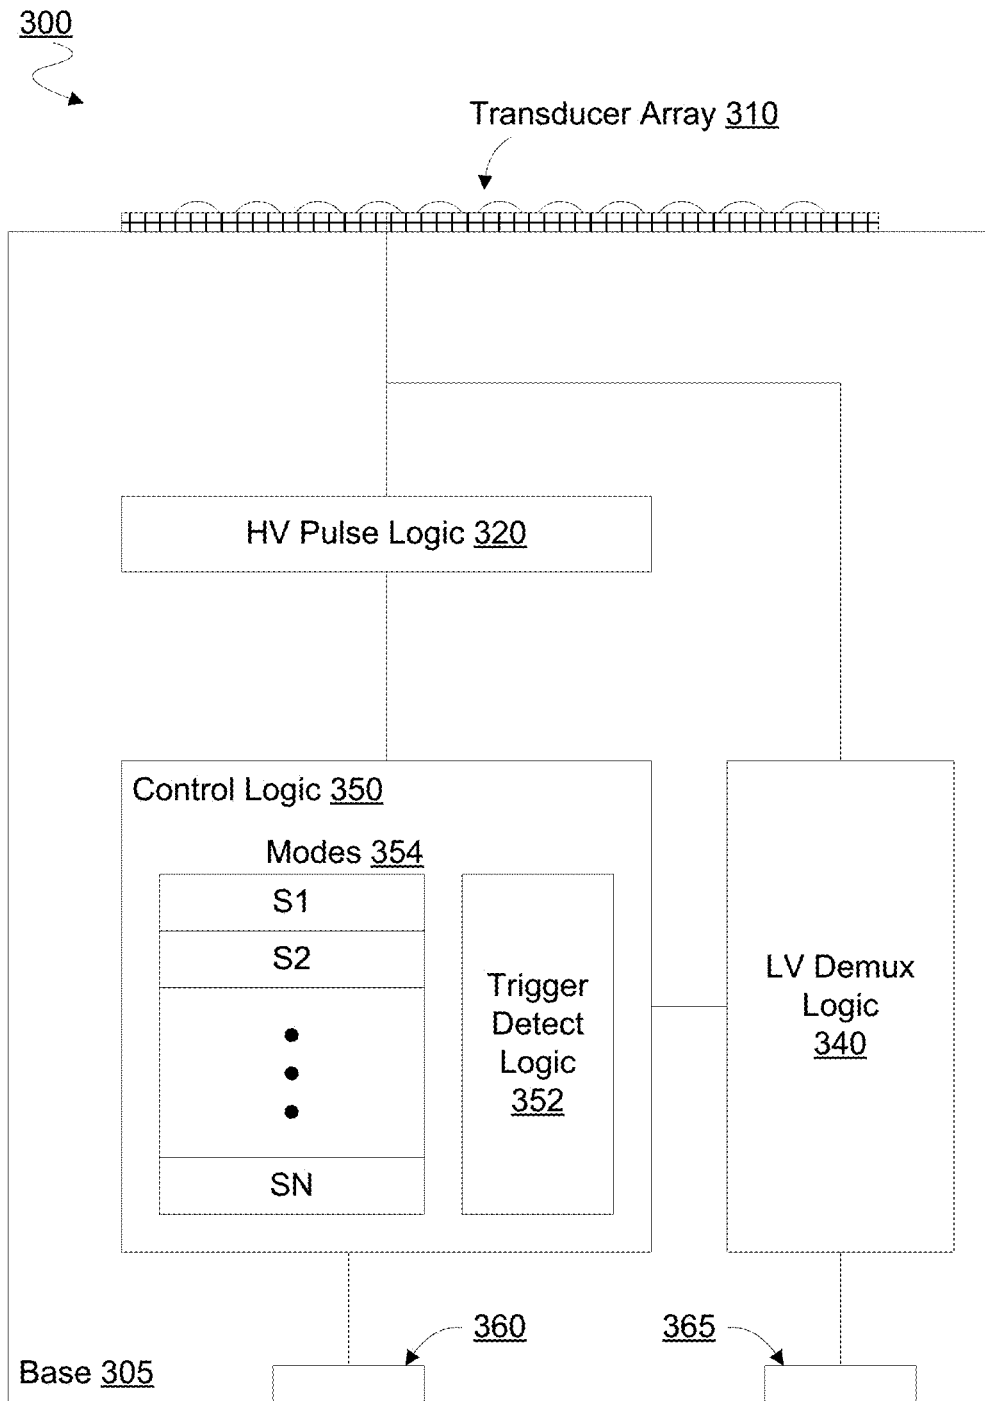 300
Transducer Array 310
HV Pulse Logic 320
Control Logic 350
Modes 354
S1
S2
SN
Trigger
Detect
Logic
352
LV Demux
Logic
340
360
365
Base 305